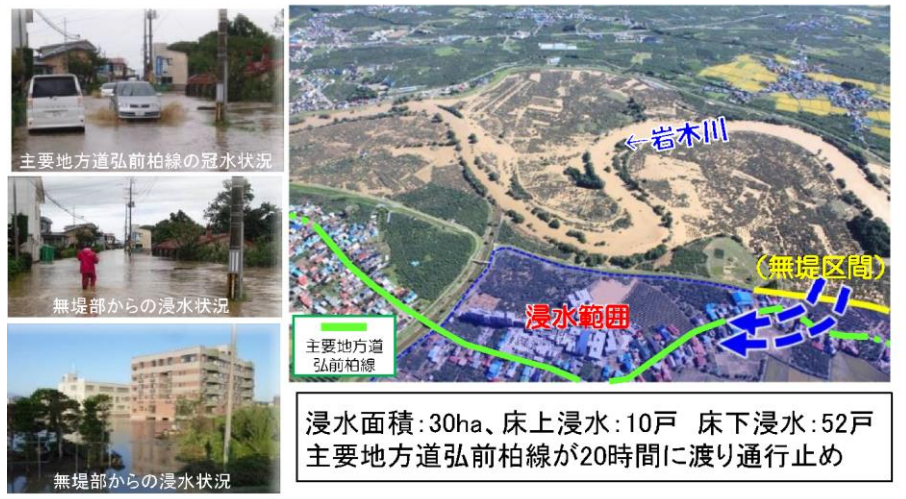 主要地方道弘前柏線の冠水状況
無堤部からの浸水状況
無堤部からの浸水状況
←岩木川
(無堤区間)
浸水範囲
主要地方道
弘前柏線
浸水面積:30ha、床上浸水:10戸 床下浸水:52戸
主要地方道弘前柏線が20時間に渡り通行止め